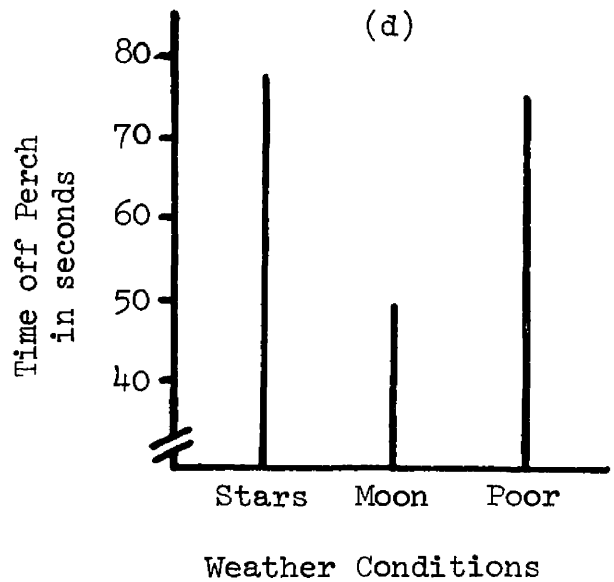 (d)
Time off Perch
in seconds
80
70
60
50
40
Stars Moon Poor
Weather Conditions